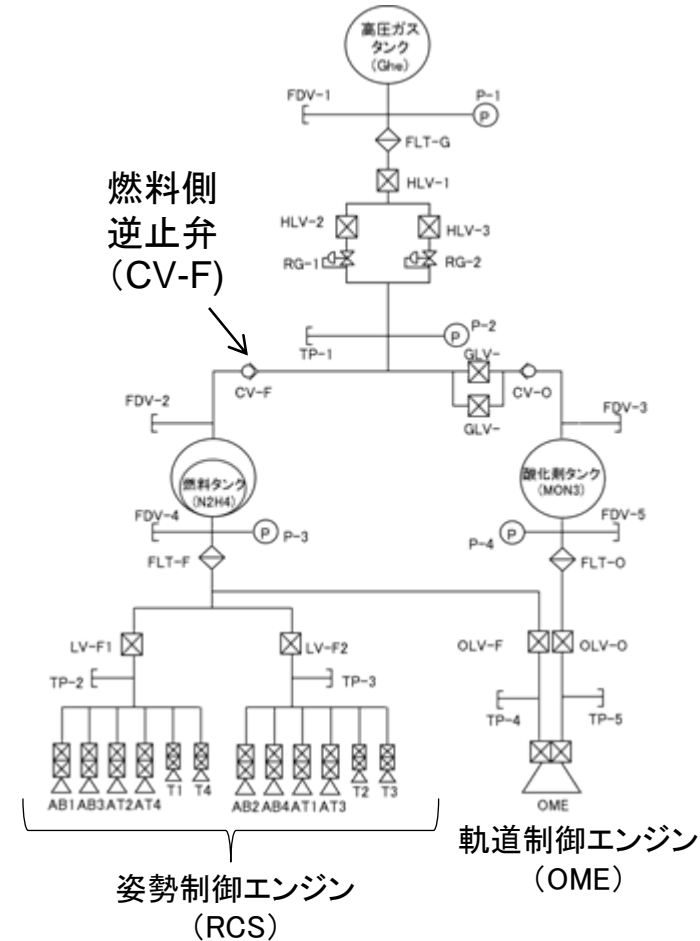 高圧ガス
タンク
(Ghe)
FDV-1
P-1
P
FLT-G
HLV-1
燃料側
逆止弁
(CV-F)
HLV-2
HLV-3
RG-1
RG-2
P-2
P
TP-1
GLV-
CV-F
CV-O
GLV-
FDV-2
FDV-3
燃料タンク
(N2H4)
酸化剤タンク
(MON3)
FDV-4
FDV-5
P
P-3
P-4
P
FLT-F
FLT-O
LV-F1
LV-F2
OLV-F
OLV-O
TP-2
TP-3
TP-4
TP-5
AB1 AB3 AT2 AT4 T1 T4
AB2 AB4 AT1 AT3 T2 T3
OME
軌道制御エンジン
(OME)
姿勢制御エンジン
(RCS)